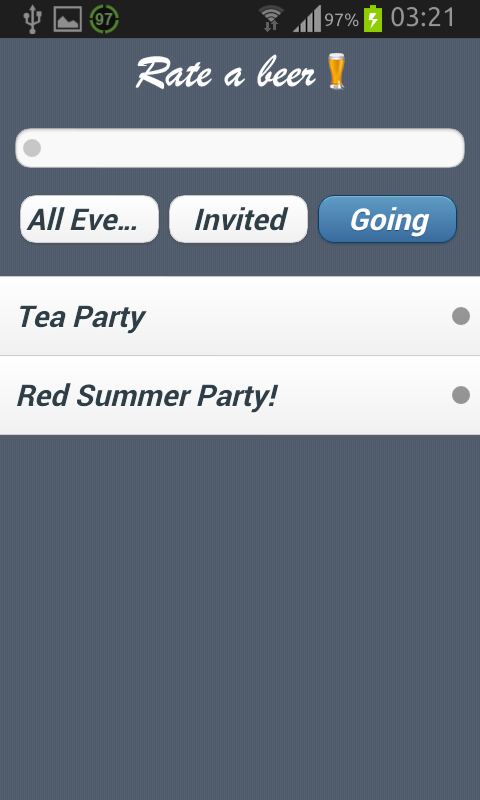 97 97% 03:21
Rate a beer
All Eve... Invited Going
Tea Party
Red Summer Party!